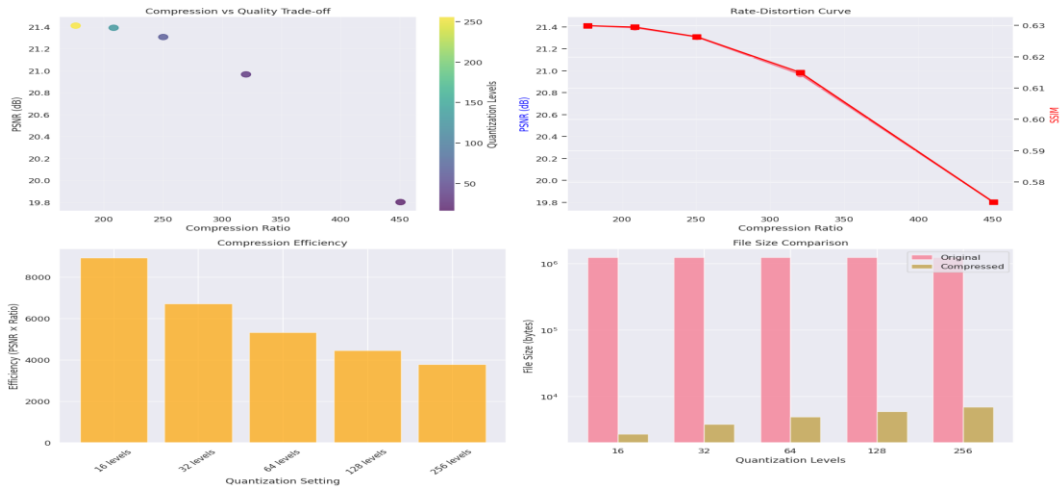 Compression vs Quality Trade-off
21.4
21.2
21.0
20.8
20.6
20.4
20.2
20.0
19.8
PSNR (dB)
200
250
300
350
400
450
Compression Ratio
250
200
150
100
50
Quantization Levels
Rate-Distortion Curve
21.4
21.2
21.0
20.8
20.6
20.4
20.2
20.0
19.8
PSNR (dB)
200
250
300
350
400
450
Compression Ratio
0.63
0.62
0.61
0.60
0.59
0.58
SSIM
Compression Efficiency
8000
6000
4000
2000
0
Efficiency (PSNR × Ratio)
16 levels
32 levels
64 levels
128 levels
256 levels
Quantization Setting
File Size Comparison
Original
Compressed
10⁶
10⁵
10⁴
File Size (bytes)
16
32
64
128
256
Quantization Levels